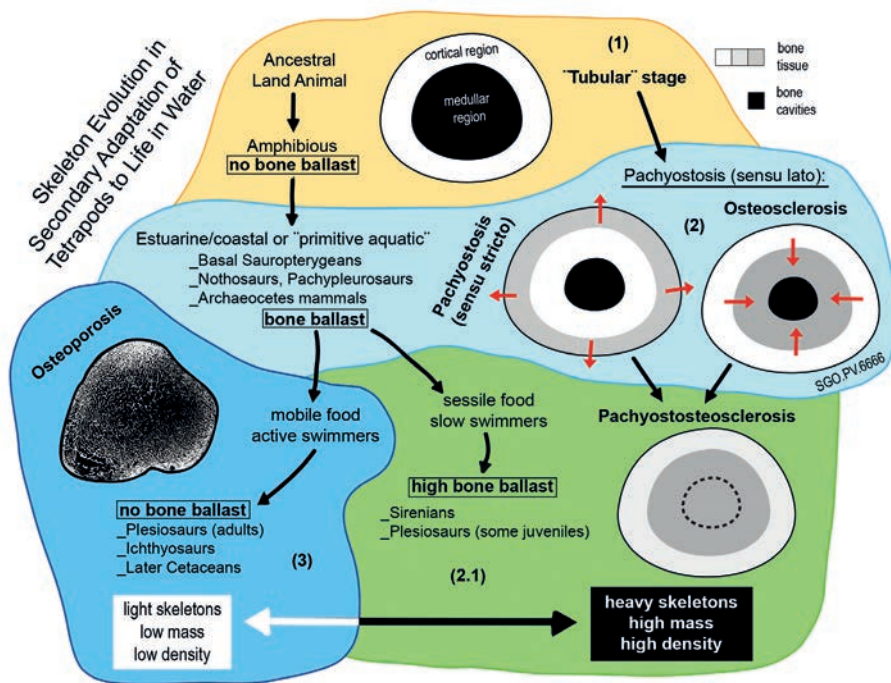 Skeleton Evolution in
Secondary Adaptation of
Tetrapods to Life in Water
Ancestral
Land Animal
Amphibious
no bone ballast
cortical region
medullar
region
(1)
¨Tubular¨ stage
bone
tissue
bone
cavities
Estuarine/coastal or ¨primitive aquatic¨
_Basal Sauropterygeans
_Nothosaurs, Pachypleurosaurs
_Archaeocetes mammals
bone ballast
Pachyostosis (sensu lato):
(2)
Pachyostosis
(sensu stricto)
Osteosclerosis
SGO.PV.6666
Osteoporosis
mobile food
active swimmers
no bone ballast
_Plesiosaurs (adults)
_Ichthyosaurs
_Later Cetaceans
(3)
sessile food
slow swimmers
high bone ballast
_Sirenians
_Plesiosaurs (some juveniles)
(2.1)
Pachyostosteosclerosis
light skeletons
low mass
low density
heavy skeletons
high mass
high density